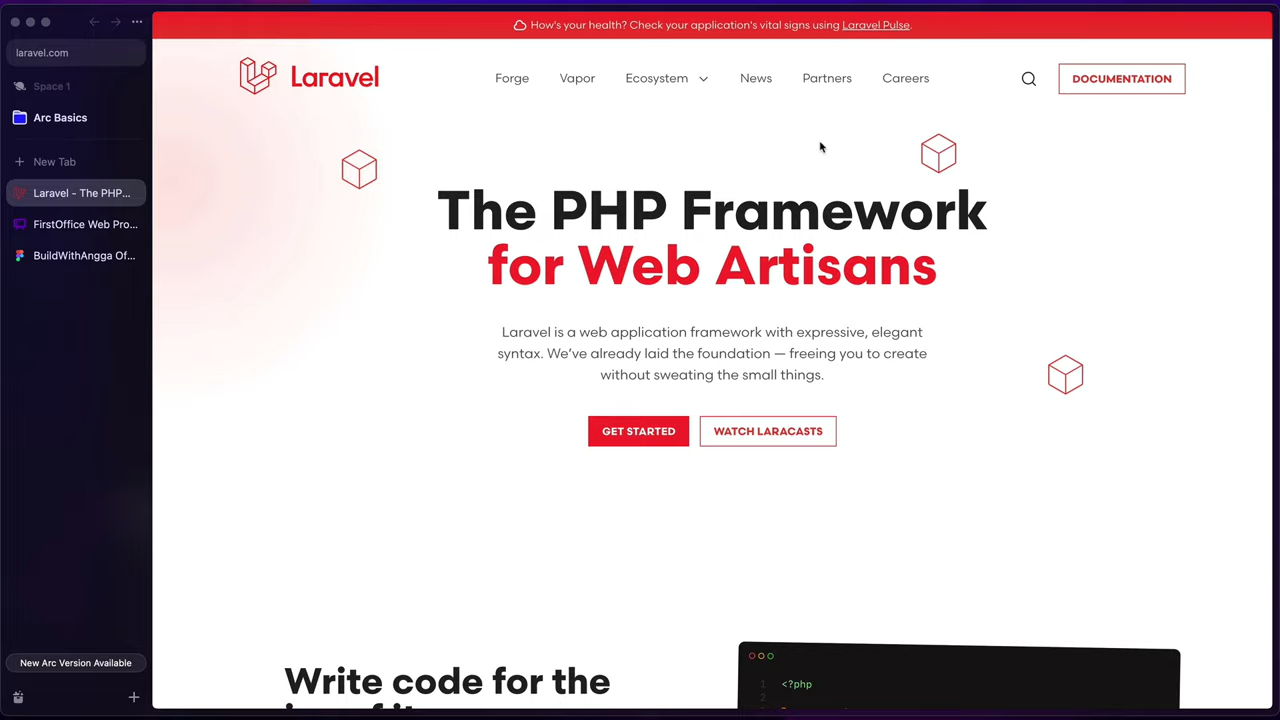 How's your health? Check your application's vital signs using Laravel Pulse.
laravel.com
Space 1
Arc Basics
New Tab
Laravel - The PHP...
FirstOffice Web Pro...
BuildWithAngga Of...
New Arc Version Available
Laravel
Forge
Vapor
Ecosystem
News
Partners
Careers
DOCUMENTATION
The PHP Framework
for Web Artisans
Laravel is a web application framework with expressive, elegant
syntax. We’ve already laid the foundation — freeing you to create
without sweating the small things.
GET STARTED
WATCH LARACASTS
Write code for the
1 <?php
2